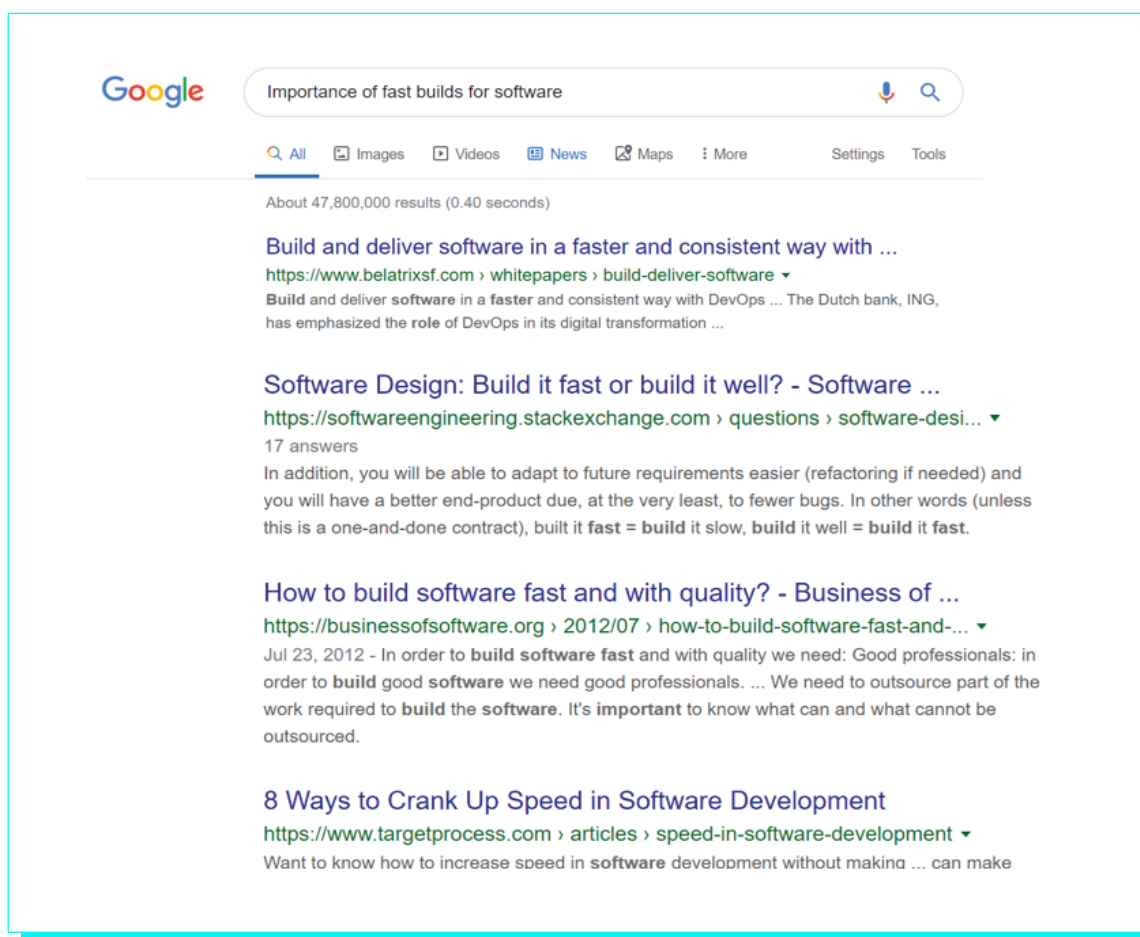 Google
Importance of fast builds for software
All Images Videos News Maps More Settings Tools
About 47,800,000 results (0.40 seconds)
Build and deliver software in a faster and consistent way with ...
https://www.belatrixsf.com › whitepapers › build-deliver-software
Build and deliver software in a faster and consistent way with DevOps ... The Dutch bank, ING,
has emphasized the role of DevOps in its digital transformation ...
Software Design: Build it fast or build it well? - Software ...
https://softwareengineering.stackexchange.com › questions › software-desi...
17 answers
In addition, you will be able to adapt to future requirements easier (refactoring if needed) and
you will have a better end-product due, at the very least, to fewer bugs. In other words (unless
this is a one-and-done contract), built it fast = build it slow, build it well = build it fast.
How to build software fast and with quality? - Business of ...
https://businessofsoftware.org › 2012/07 › how-to-build-software-fast-and-...
Jul 23, 2012 - In order to build software fast and with quality we need: Good professionals: in
order to build good software we need good professionals. ... We need to outsource part of the
work required to build the software. It's important to know what can and what cannot be
outsourced.
8 Ways to Crank Up Speed in Software Development
https://www.targetprocess.com › articles › speed-in-software-development
Want to know how to increase speed in software development without making ... can make